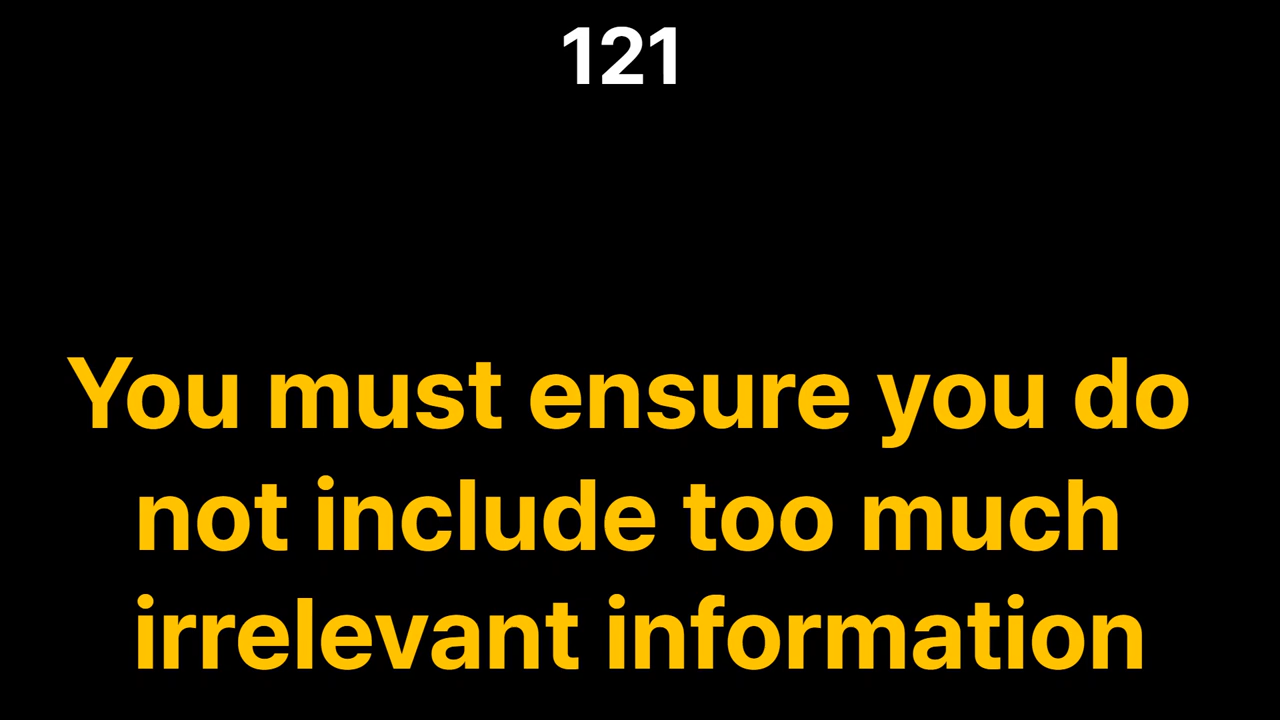 121
You must ensure you do
not include too much
irrelevant information